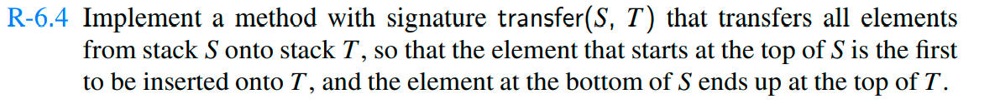 R-6.4 Implement a method with signature transfer(S, T) that transfers all elements
from stack S onto stack T, so that the element that starts at the top of S is the first
to be inserted onto T, and the element at the bottom of S ends up at the top of T.